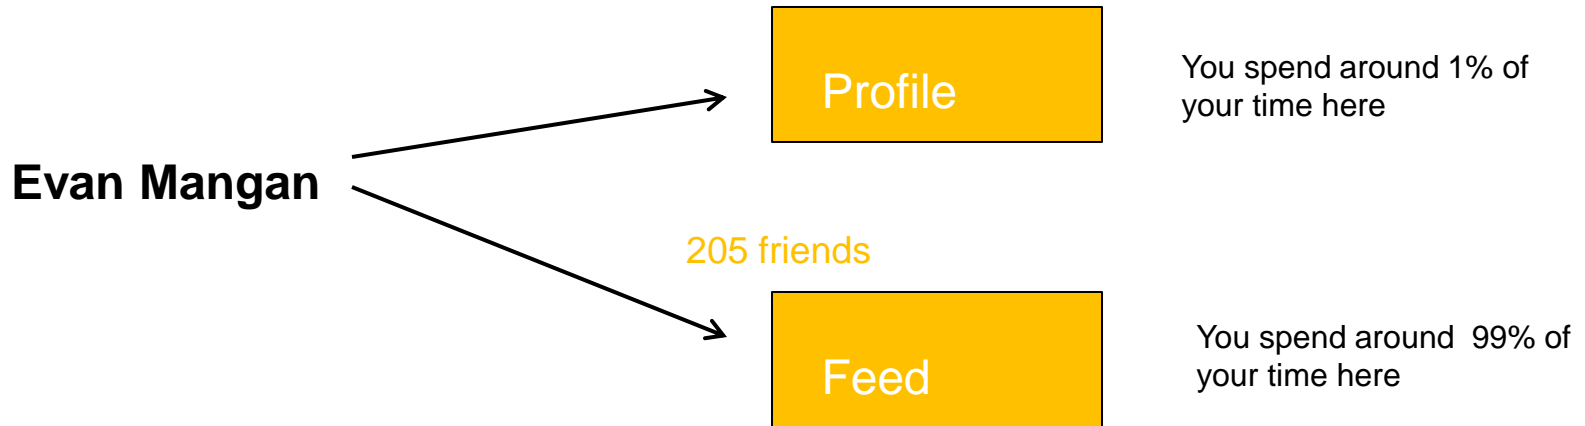 Profile
You spend around 1% of
your time here
Evan Mangan
205 friends
Feed
You spend around  99% of
your time here